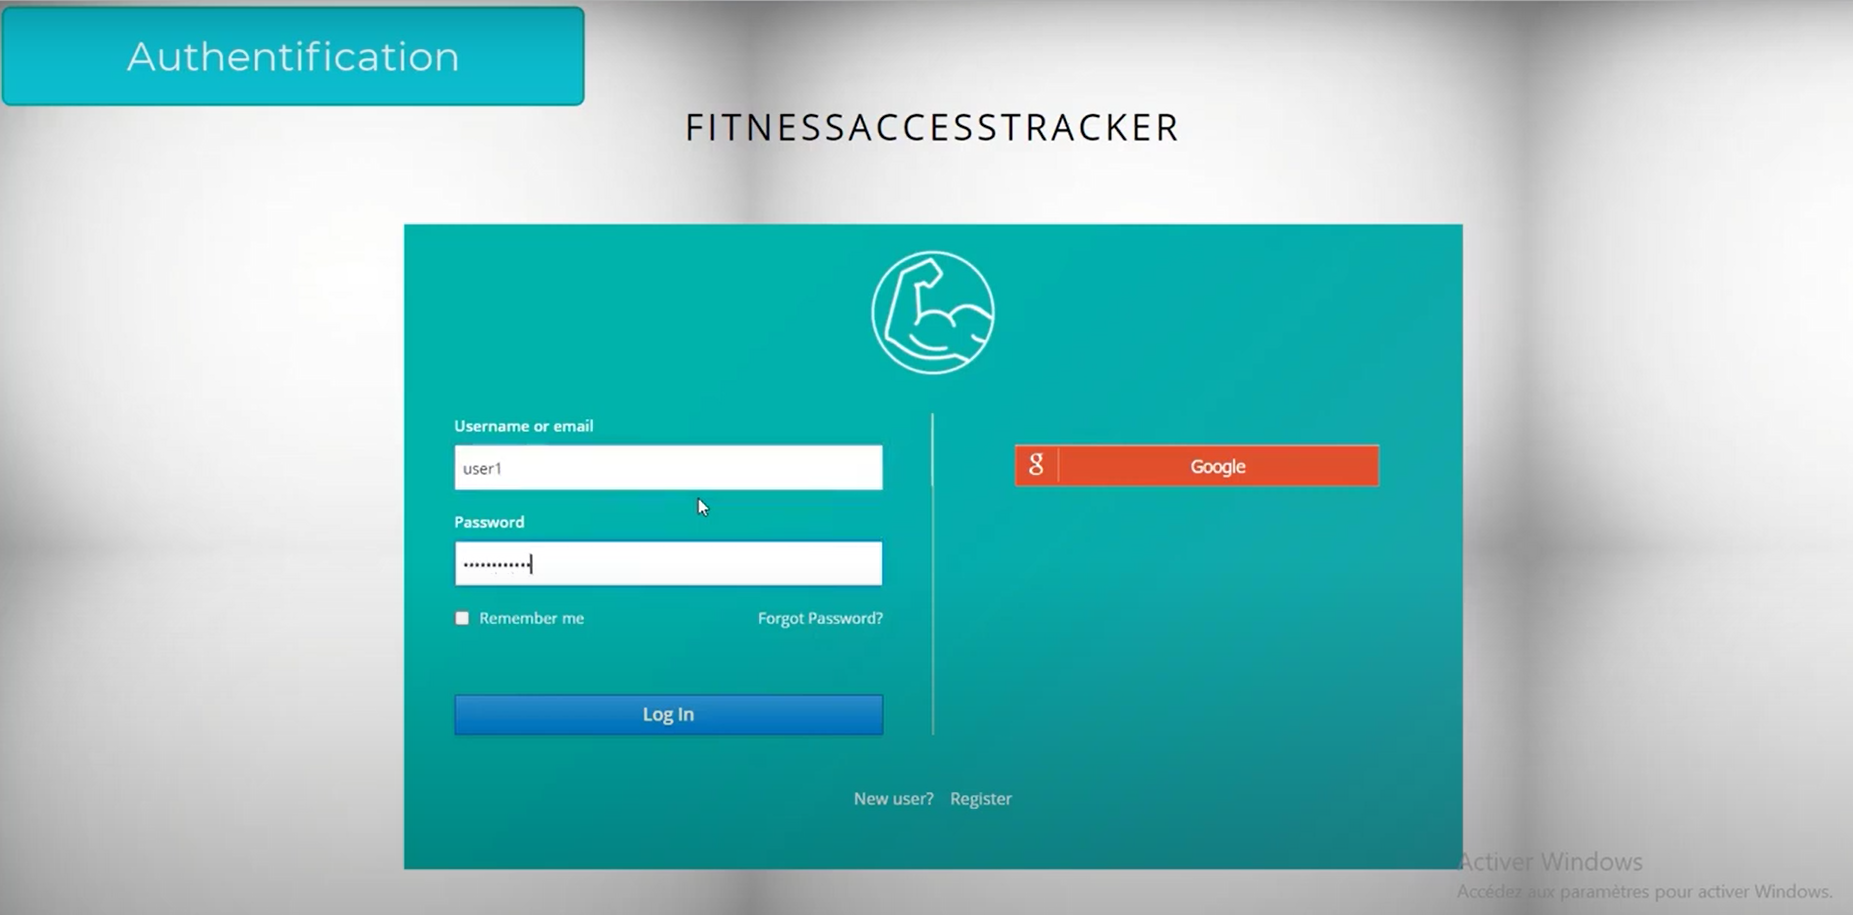 Authentification
FITNESSACCESSTRACKER
Username or email
user1
Password
••••••••••••
Remember me
Forgot Password?
Log In
g Google
New user? Register
Activer Windows
Accédez aux paramètres pour activer Windows.